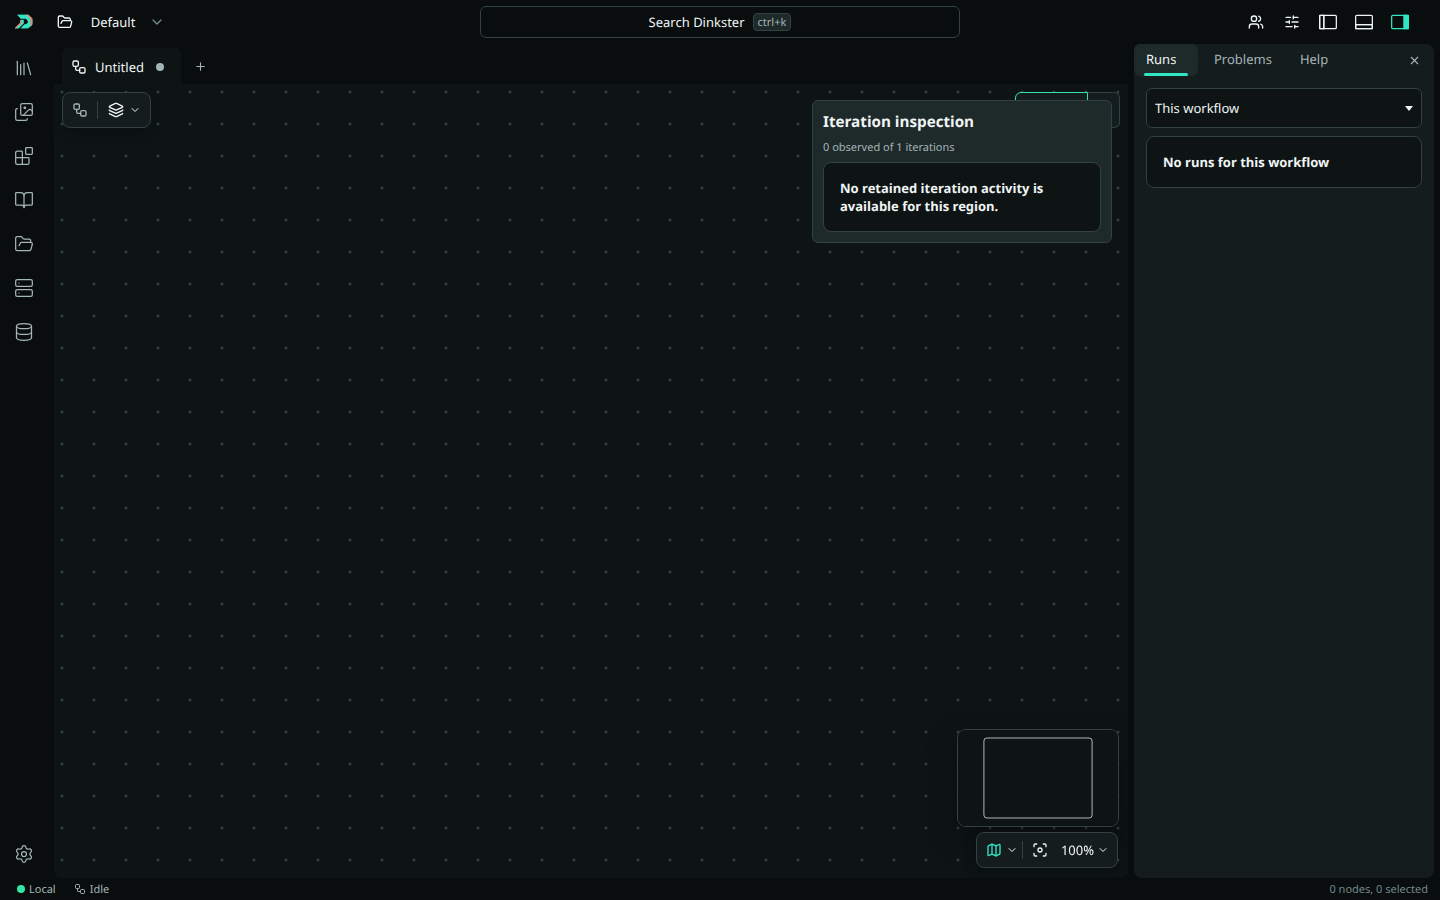 Default
Search Dinkster ctrl+k
Untitled
Runs Problems Help
This workflow
No runs for this workflow
Iteration inspection
0 observed of 1 iterations
No retained iteration activity is
available for this region.
100%
Local Idle
0 nodes, 0 selected